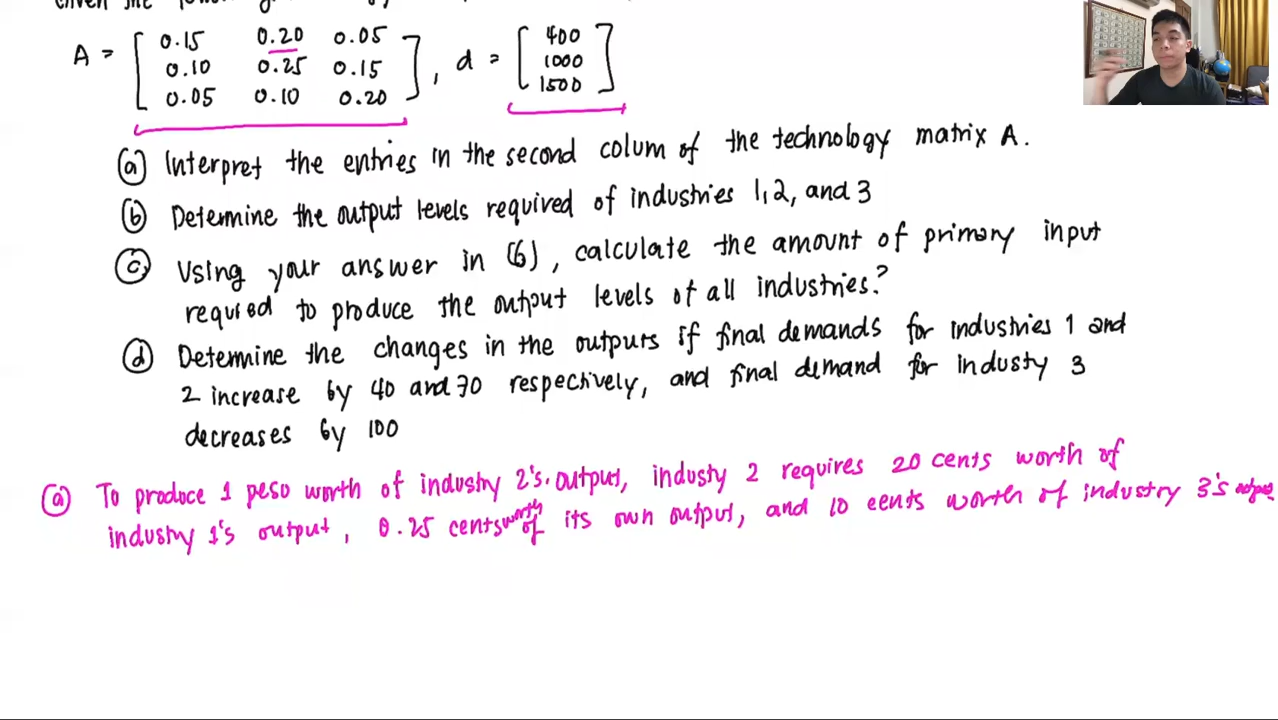 A = [ 0.15 0.20 0.05 ] , d = [ 400 ]
0.10 0.25 0.15 1000
0.05 0.10 0.20 1500
(a) Interpret the entries in the second colum of the technology matrix A.
(b) Determine the output levels required of industries 1, 2, and 3
(c) Using your answer in (b), calculate the amount of primary input
required to produce the output levels of all industries?
(d) Determine the changes in the outputs if final demands for industries 1 and
2 increase by 40 and 70 respectively, and final demand for industy 3
decreases by 100
(a) To produce 1 peso worth of industry 2's output, industy 2 requires 20 cents worth of
industry 1's output, 0.25 cents worth of its own output, and 10 cents worth of industry 3's output